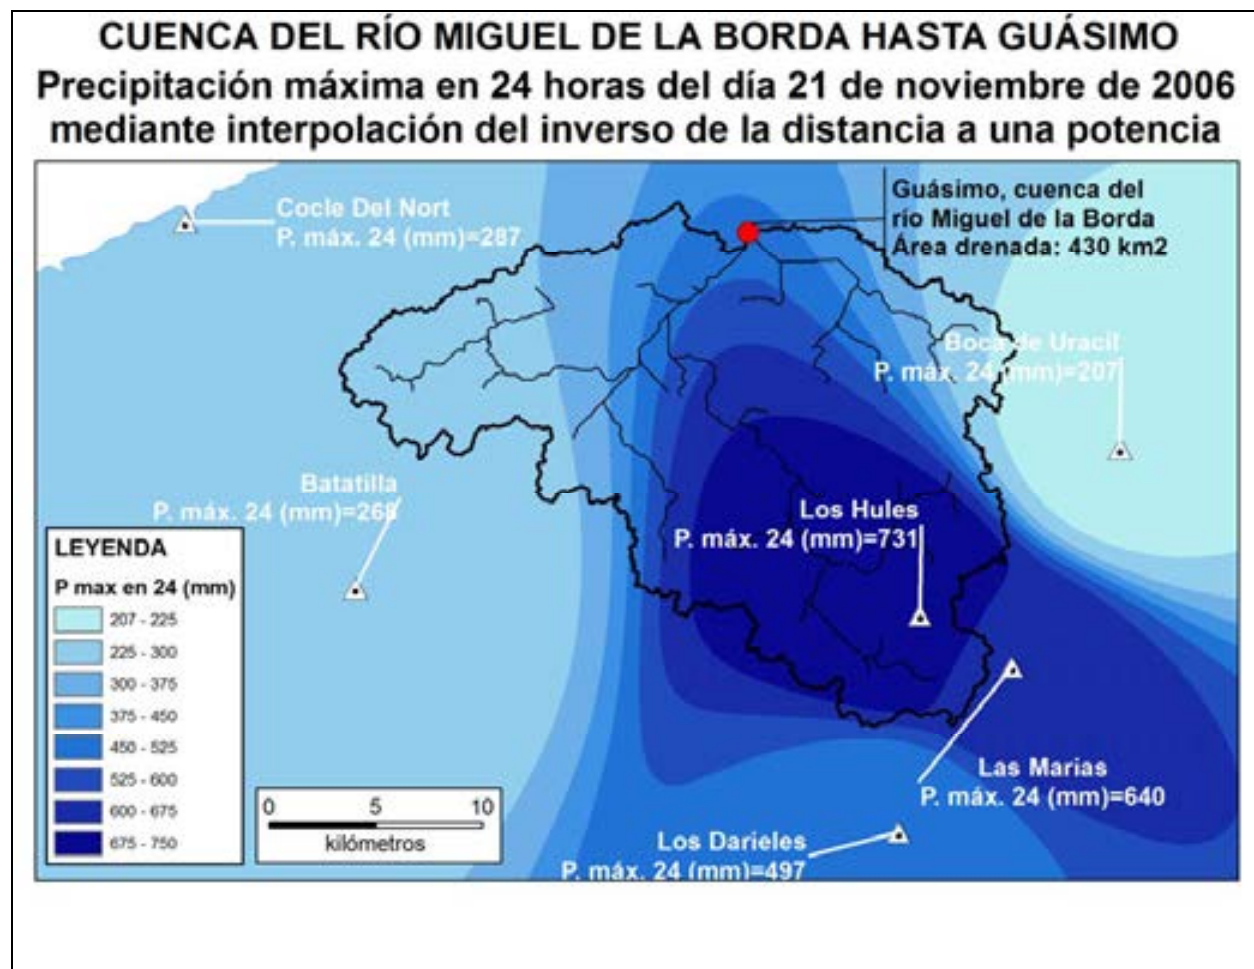 CUENCA DEL RÍO MIGUEL DE LA BORDA HASTA GUÁSIMO
Precipitación máxima en 24 horas del día 21 de noviembre de 2006
mediante interpolación del inverso de la distancia a una potencia
Cocle Del Nort
P. máx. 24 (mm)=287
Guásimo, cuenca del
río Miguel de la Borda
Área drenada: 430 km2
Boca de Uracil
P. máx. 24 (mm)=207
Batatilla
P. máx. 24 (mm)=268
Los Hules
P. máx. 24 (mm)=731
Las Marias
P. máx. 24 (mm)=640
Los Darieles
P. máx. 24 (mm)=497
LEYENDA
P max en 24 (mm)
207 - 225
225 - 300
300 - 375
375 - 450
450 - 525
525 - 600
600 - 675
675 - 750
0 5 10
kilómetros